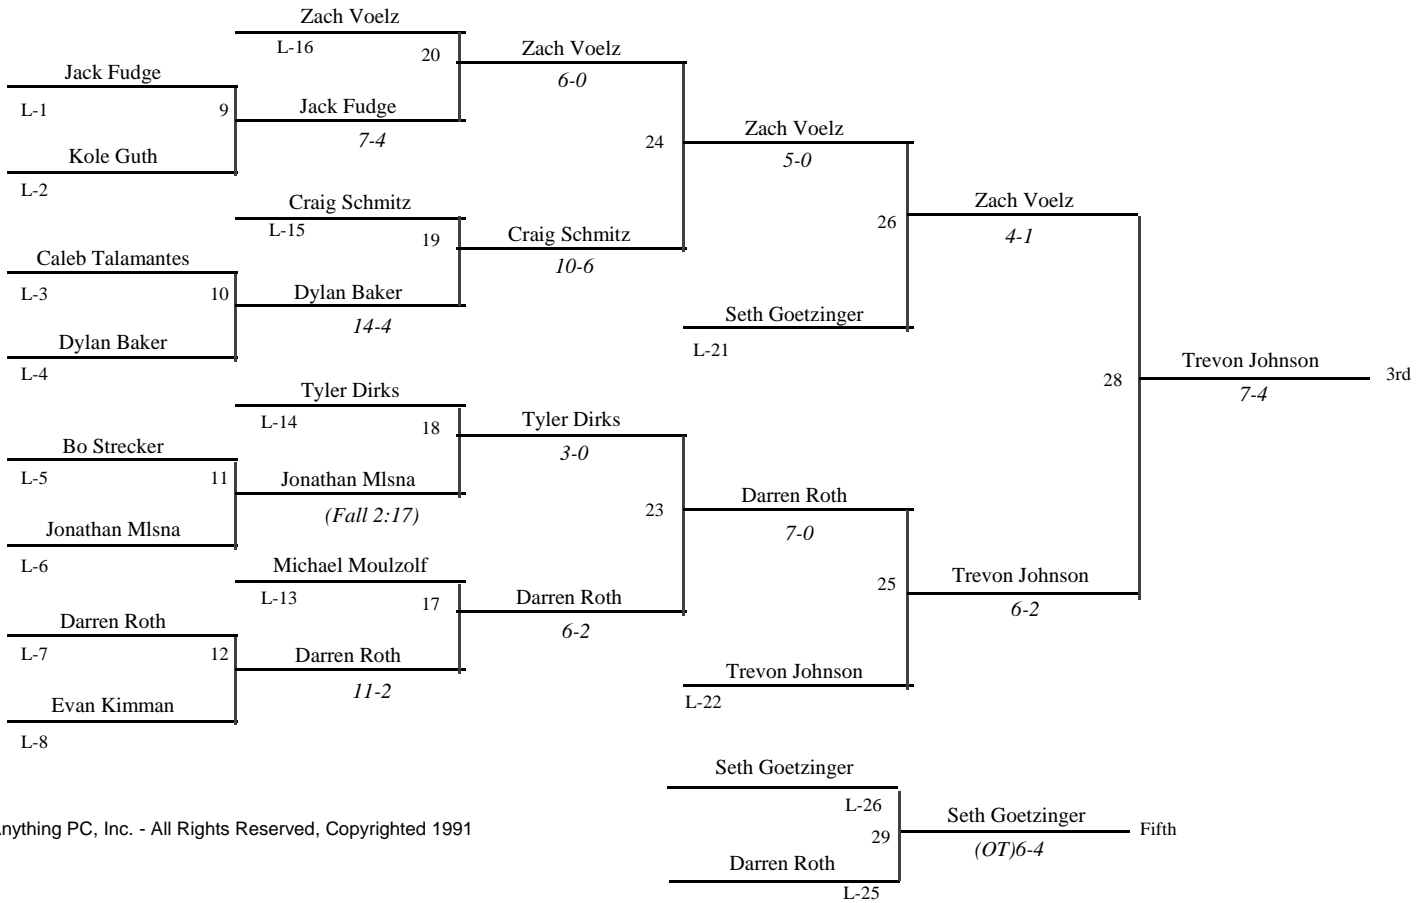 Zach Voelz
L-16
20
Zach Voelz
6-0
Jack Fudge
L-1
9
Jack Fudge
7-4
Kole Guth
L-2
24
Zach Voelz
5-0
Craig Schmitz
L-15
19
Craig Schmitz
10-6
Caleb Talamantes
L-3
10
Dylan Baker
14-4
Dylan Baker
L-4
26
Zach Voelz
4-1
Seth Goetzinger
L-21
Tyler Dirks
L-14
18
Tyler Dirks
3-0
Bo Strecker
L-5
11
Jonathan Mlsna
(Fall 2:17)
Jonathan Mlsna
L-6
23
Darren Roth
7-0
Michael Moulzolf
L-13
17
Darren Roth
6-2
Darren Roth
L-7
12
Darren Roth
11-2
Evan Kimman
L-8
25
Trevon Johnson
6-2
Trevon Johnson
L-22
28
Trevon Johnson
7-4
3rd
Seth Goetzinger
L-26
29
Seth Goetzinger
(OT)6-4
Fifth
Darren Roth
L-25
nything PC, Inc. - All Rights Reserved, Copyrighted 1991